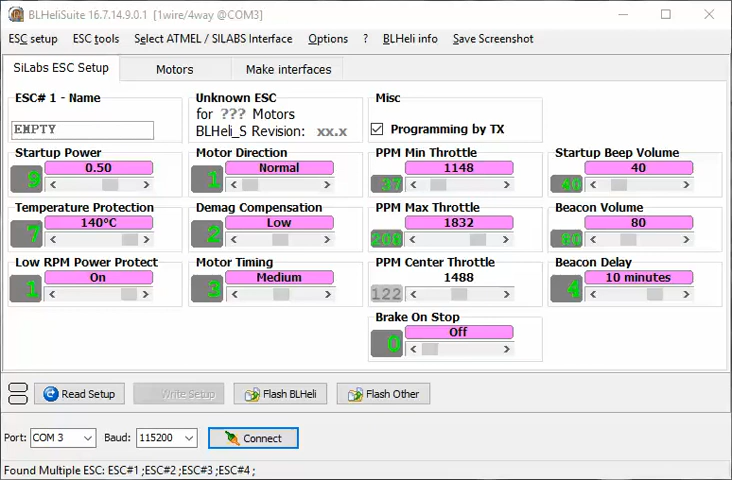 BLHeliSuite 16.7.14.9.0.1 [1wire/4way @COM3]
ESC setup ESC tools Select ATMEL / SILABS Interface Options ? BLHeli info Save Screenshot
SiLabs ESC Setup Motors Make interfaces
ESC# 1 - Name Unknown ESC Misc
for ??? Motors
EMPTY BLHeli_S Revision: xx.x Programming by TX
Startup Power Motor Direction PPM Min Throttle Startup Beep Volume
9 0.50 1 Normal 37 1148 40 40
Temperature Protection Demag Compensation PPM Max Throttle Beacon Volume
7 140°C 2 Low 208 1832 80 80
Low RPM Power Protect Motor Timing PPM Center Throttle Beacon Delay
1 On 3 Medium 122 1488 4 10 minutes
Brake On Stop
0 Off
Read Setup Write Setup Flash BLHeli Flash Other
Port: COM 3 Baud: 115200 Connect
Found Multiple ESC: ESC#1 ;ESC#2 ;ESC#3 ;ESC#4 ;